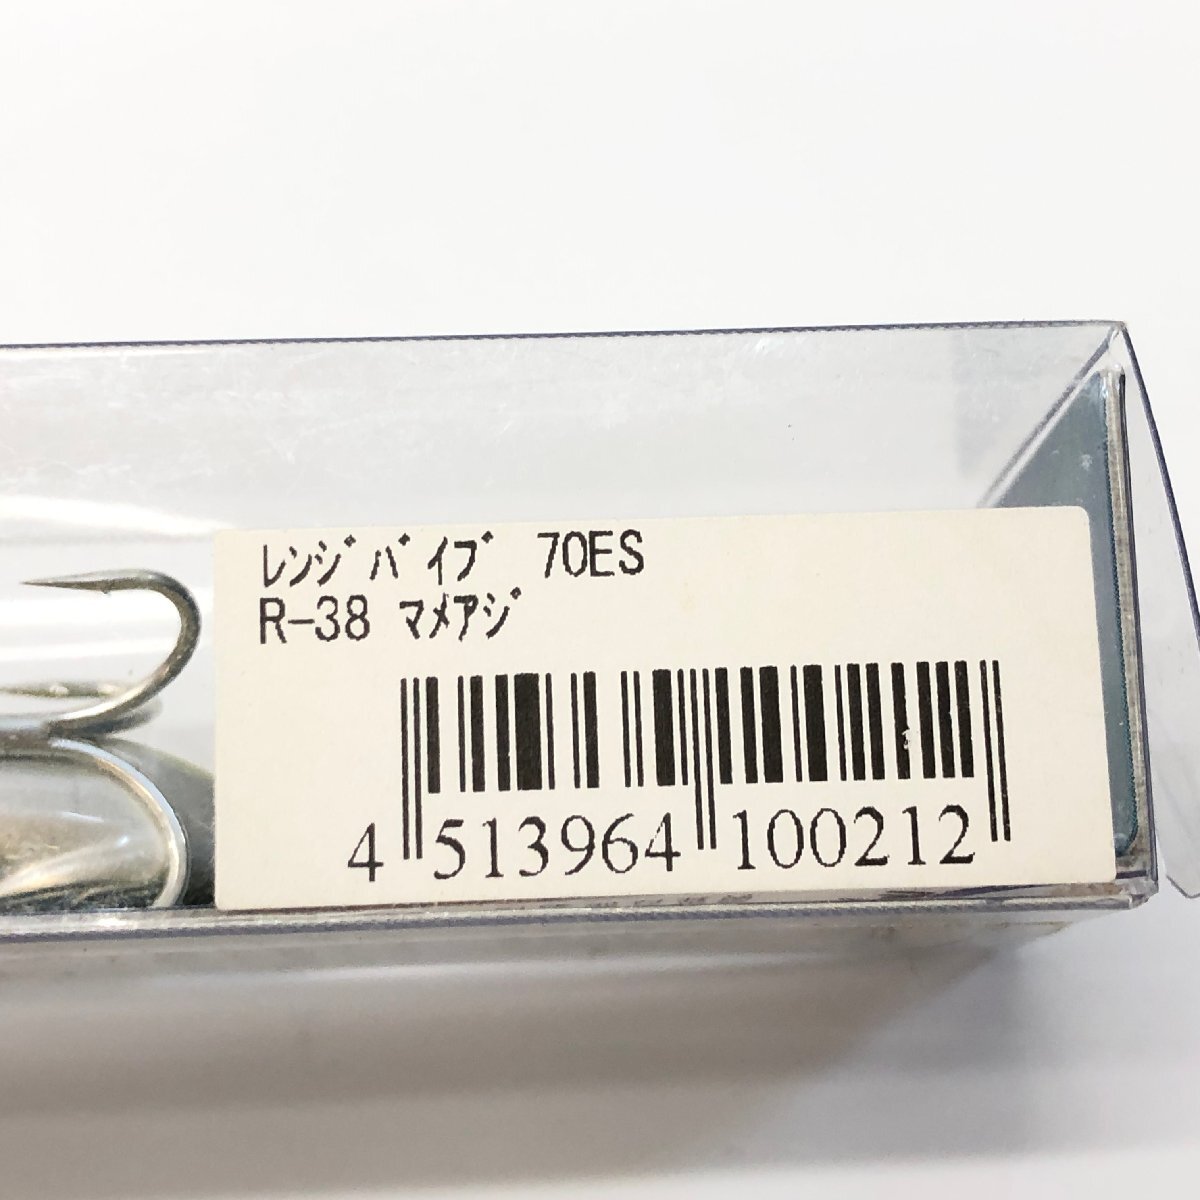 ﾚﾝｼﾞﾊﾞｲﾌﾞ 70ES
R-38 ﾏﾒｱｼﾞ
4 513964 100212